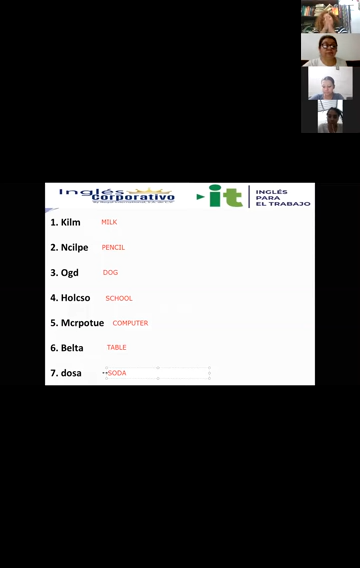 Inglés
corporativo
it
INGLÉS
PARA
EL TRABAJO
1. Kilm MILK
2. Ncilpe PENCIL
3. Ogd DOG
4. Holcso SCHOOL
5. Mcrpotue COMPUTER
6. Belta TABLE
7. dosa SODA